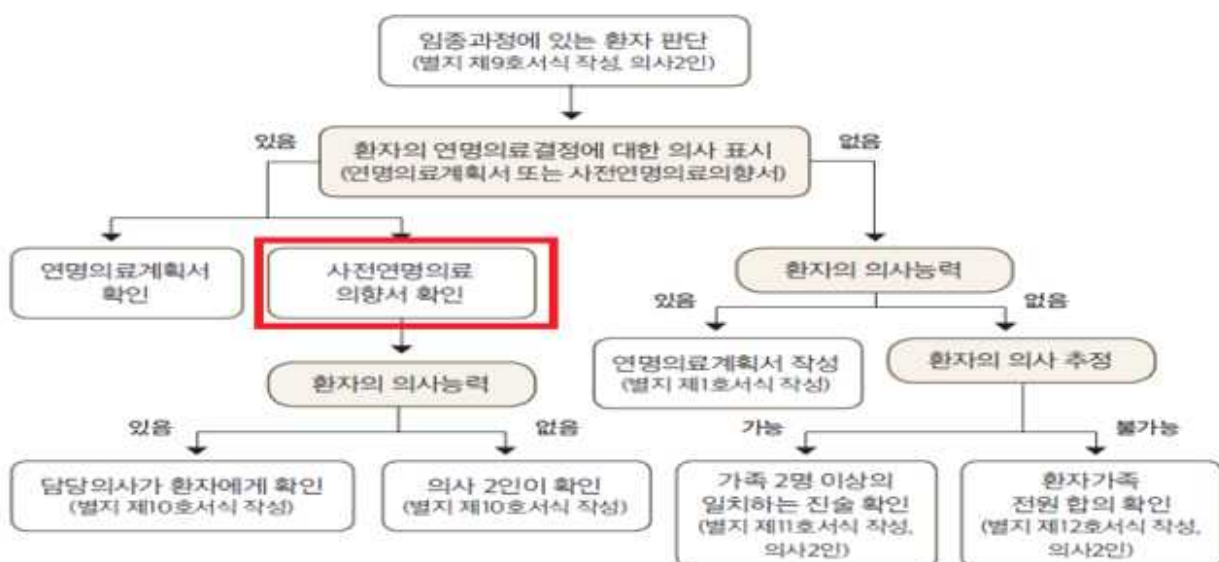 임종과정에 있는 환자 판단
(별지 제9호서식 작성, 의사2인)
있음
환자의 연명의료결정에 대한 의사 표시
(연명의료계획서 또는 사전연명의료의향서)
없음
연명의료계획서
확인
사전연명의료
의향서 확인
환자의 의사능력
있음
없음
환자의 의사능력
연명의료계획서 작성
(별지 제1호서식 작성)
환자의 의사 추정
있음
없음
가능
불가능
담당의사가 환자에게 확인
(별지 제10호서식 작성)
의사 2인이 확인
(별지 제10호서식 작성)
가족 2명 이상의
일치하는 진술 확인
(별지 제11호서식 작성,
의사2인)
환자가족
전원 합의 확인
(별지 제12호서식 작성,
의사2인)